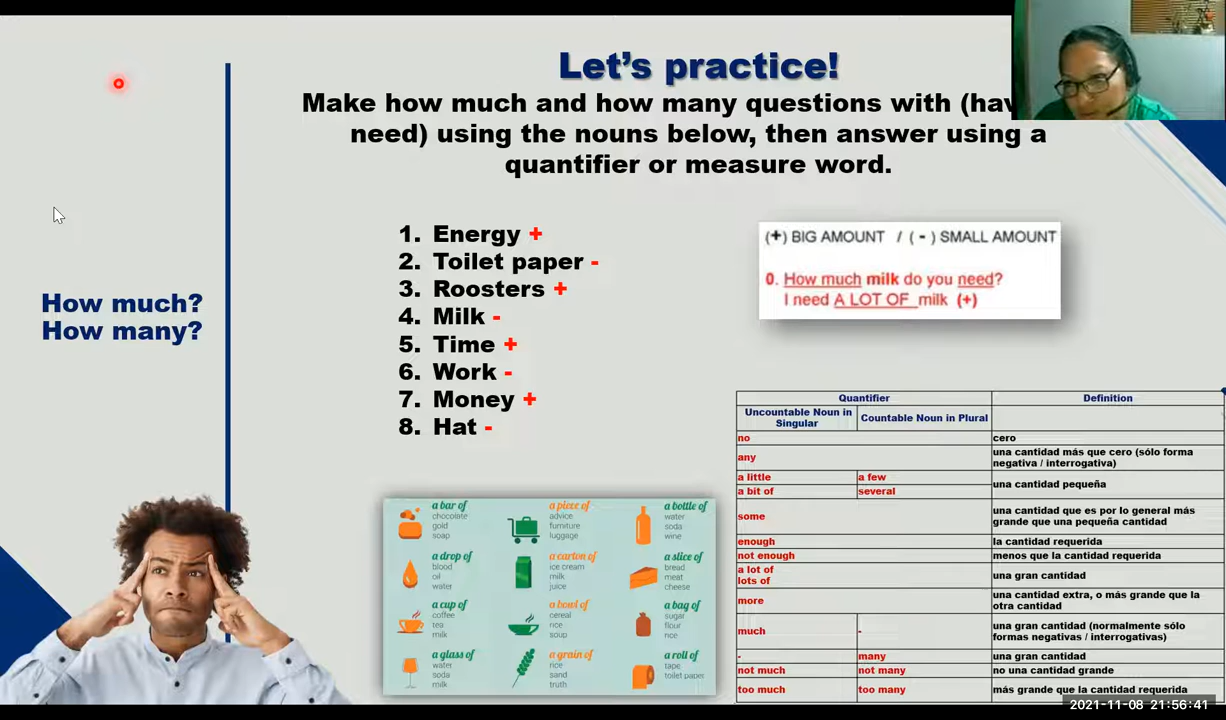 Let's practice!
Make how much and how many questions with
need) using the nouns below, then answer using a
quantifier or measure word.
How much?
How many?
1. Energy +
2. Toilet paper -
3. Roosters +
4. Milk -
5. Time +
6. Work -
7. Money +
8. Hat -
(+) BIG AMOUNT / ( - ) SMALL AMOUNT
0. How much milk do you need?
I need A LOT OF milk (+)
a bar of
chocolate
gold
soap
a piece of
advice
furniture
luggage
a bottle of
water
soda
wine
a drop of
blood
oil
water
a carton of
ice cream
milk
juice
a slice of
bread
meat
cheese
a cup of
coffee
tea
milk
a bowl of
cereal
rice
soup
a bag of
sugar
flour
rice
a glass of
water
soda
milk
a grain of
rice
sand
truth
a roll of
tape
toilet paper
Quantifier
Definition
Uncountable Noun in
Singular
Countable Noun in Plural
no
cero
any
una cantidad más que cero (sólo forma
negativa / interrogativa)
a little
a few
una cantidad pequeña
a bit of
several
some
una cantidad que es por lo general más
grande que una pequeña cantidad
enough
la cantidad requerida
not enough
menos que la cantidad requerida
a lot of
lots of
una gran cantidad
more
una cantidad extra, o más grande que la
otra cantidad
much
-
una gran cantidad (normalmente sólo
formas negativas / interrogativas)
-
many
una gran cantidad
not much
not many
no una cantidad grande
too much
too many
más grande que la cantidad requerida
2021-11-08 21:56:41